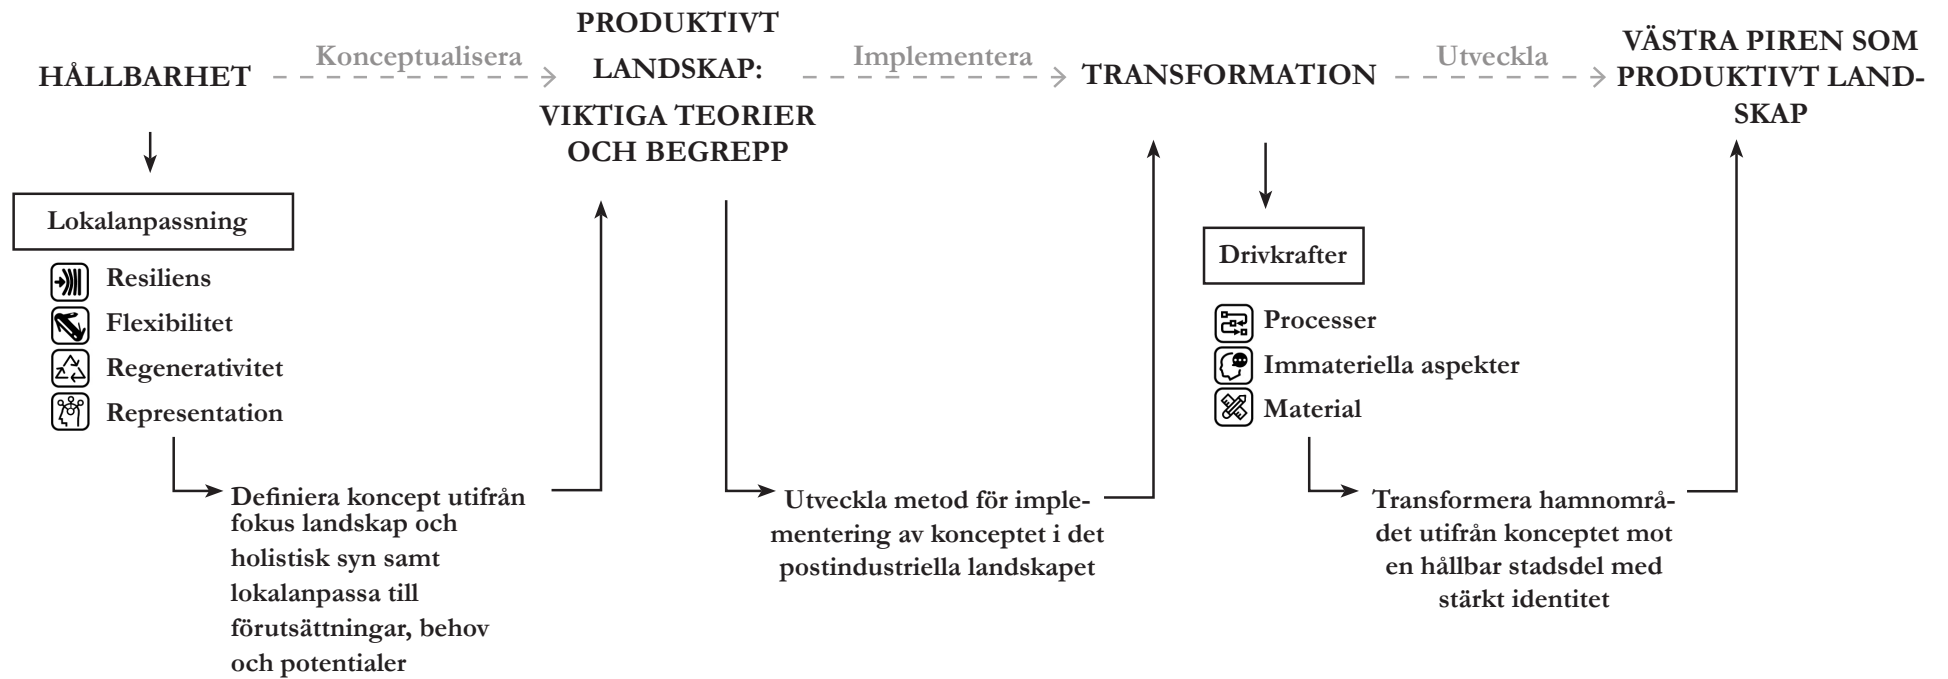 HÅLLBARHET
Konceptualisera
PRODUKTIVT
LANDSKAP:
VIKTIGA TEORIER
OCH BEGREPP
Implementera
TRANSFORMATION
Utveckla
VÄSTRA PIREN SOM
PRODUKTIVT LAND-
SKAP
Lokalanpassning
Resiliens
Flexibilitet
Regenerativitet
Representation
Definiera koncept utifrån
fokus landskap och
holistisk syn samt
lokalanpassa till
förutsättningar, behov
och potentialer
Utveckla metod för imple-
mentering av konceptet i det
postindustriella landskapet
Drivkrafter
Processer
Immateriella aspekter
Material
Transformera hamnområ-
det utifrån konceptet mot
en hållbar stadsdel med
stärkt identitet